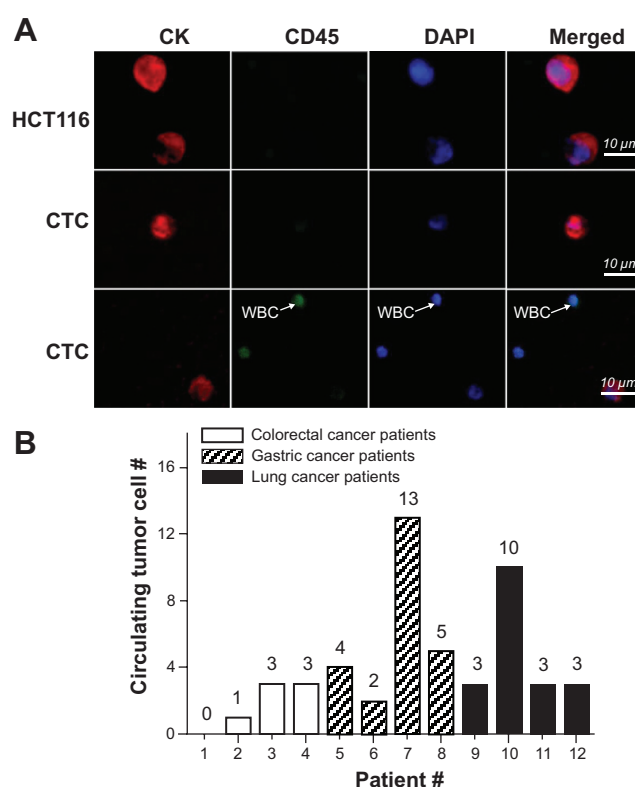 A
CK CD45 DAPI Merged
HCT116
10 µm
CTC
10 µm
WBC WBC WBC
CTC
10 µm
B
Colorectal cancer patients
Gastric cancer patients
Lung cancer patients
Circulating tumor cell #
16
12
8
4
0
0 1 3 3 4 2 13 5 3 10 3 3
1 2 3 4 5 6 7 8 9 10 11 12
Patient #